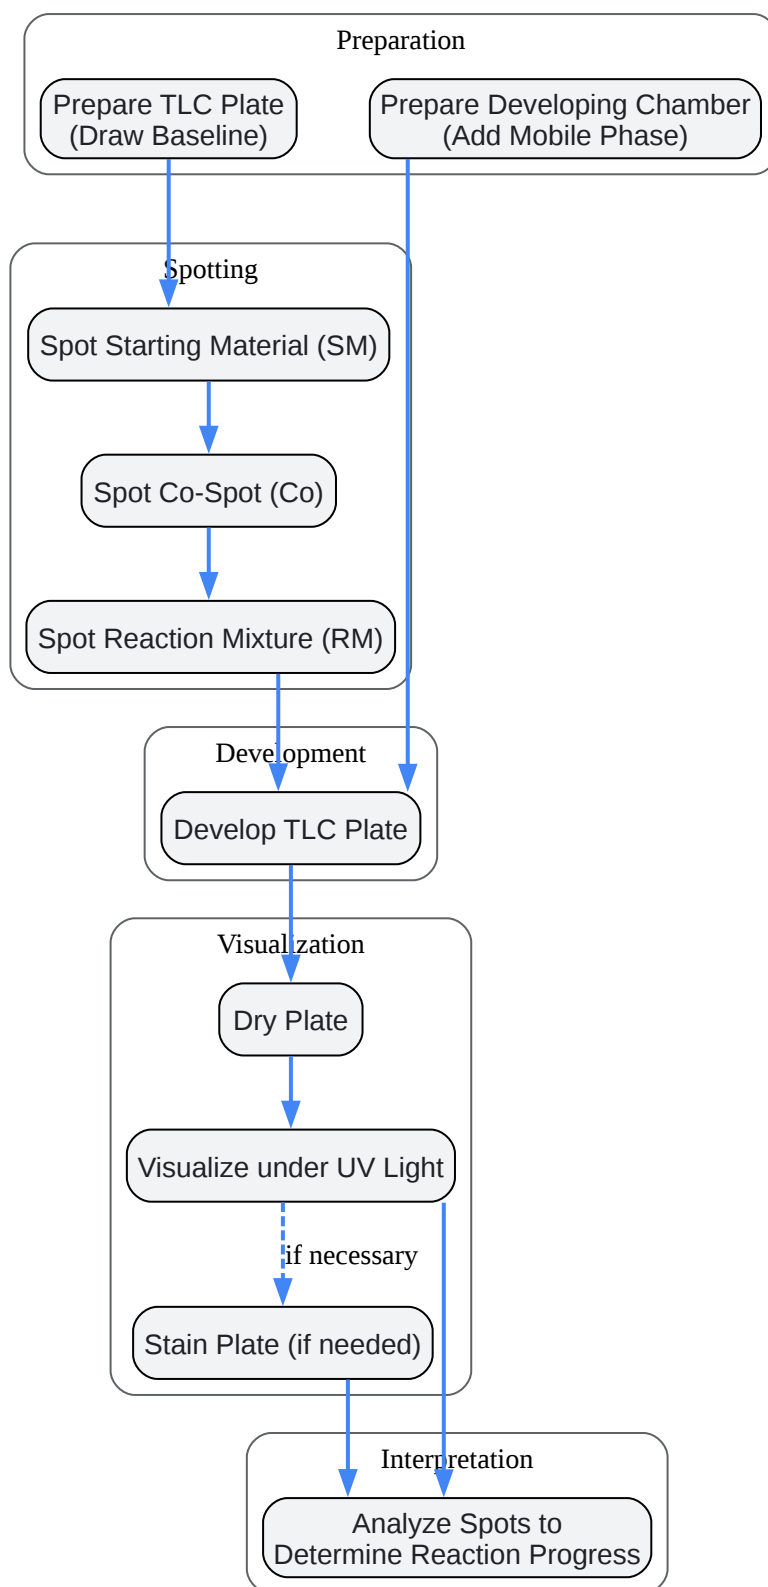 Preparation
Prepare TLC Plate
(Draw Baseline)
Prepare Developing Chamber
(Add Mobile Phase)
Spotting
Spot Starting Material (SM)
Spot Co-Spot (Co)
Spot Reaction Mixture (RM)
Development
Develop TLC Plate
Visualization
Dry Plate
Visualize under UV Light
if necessary
Stain Plate (if needed)
Interpretation
Analyze Spots to
Determine Reaction Progress